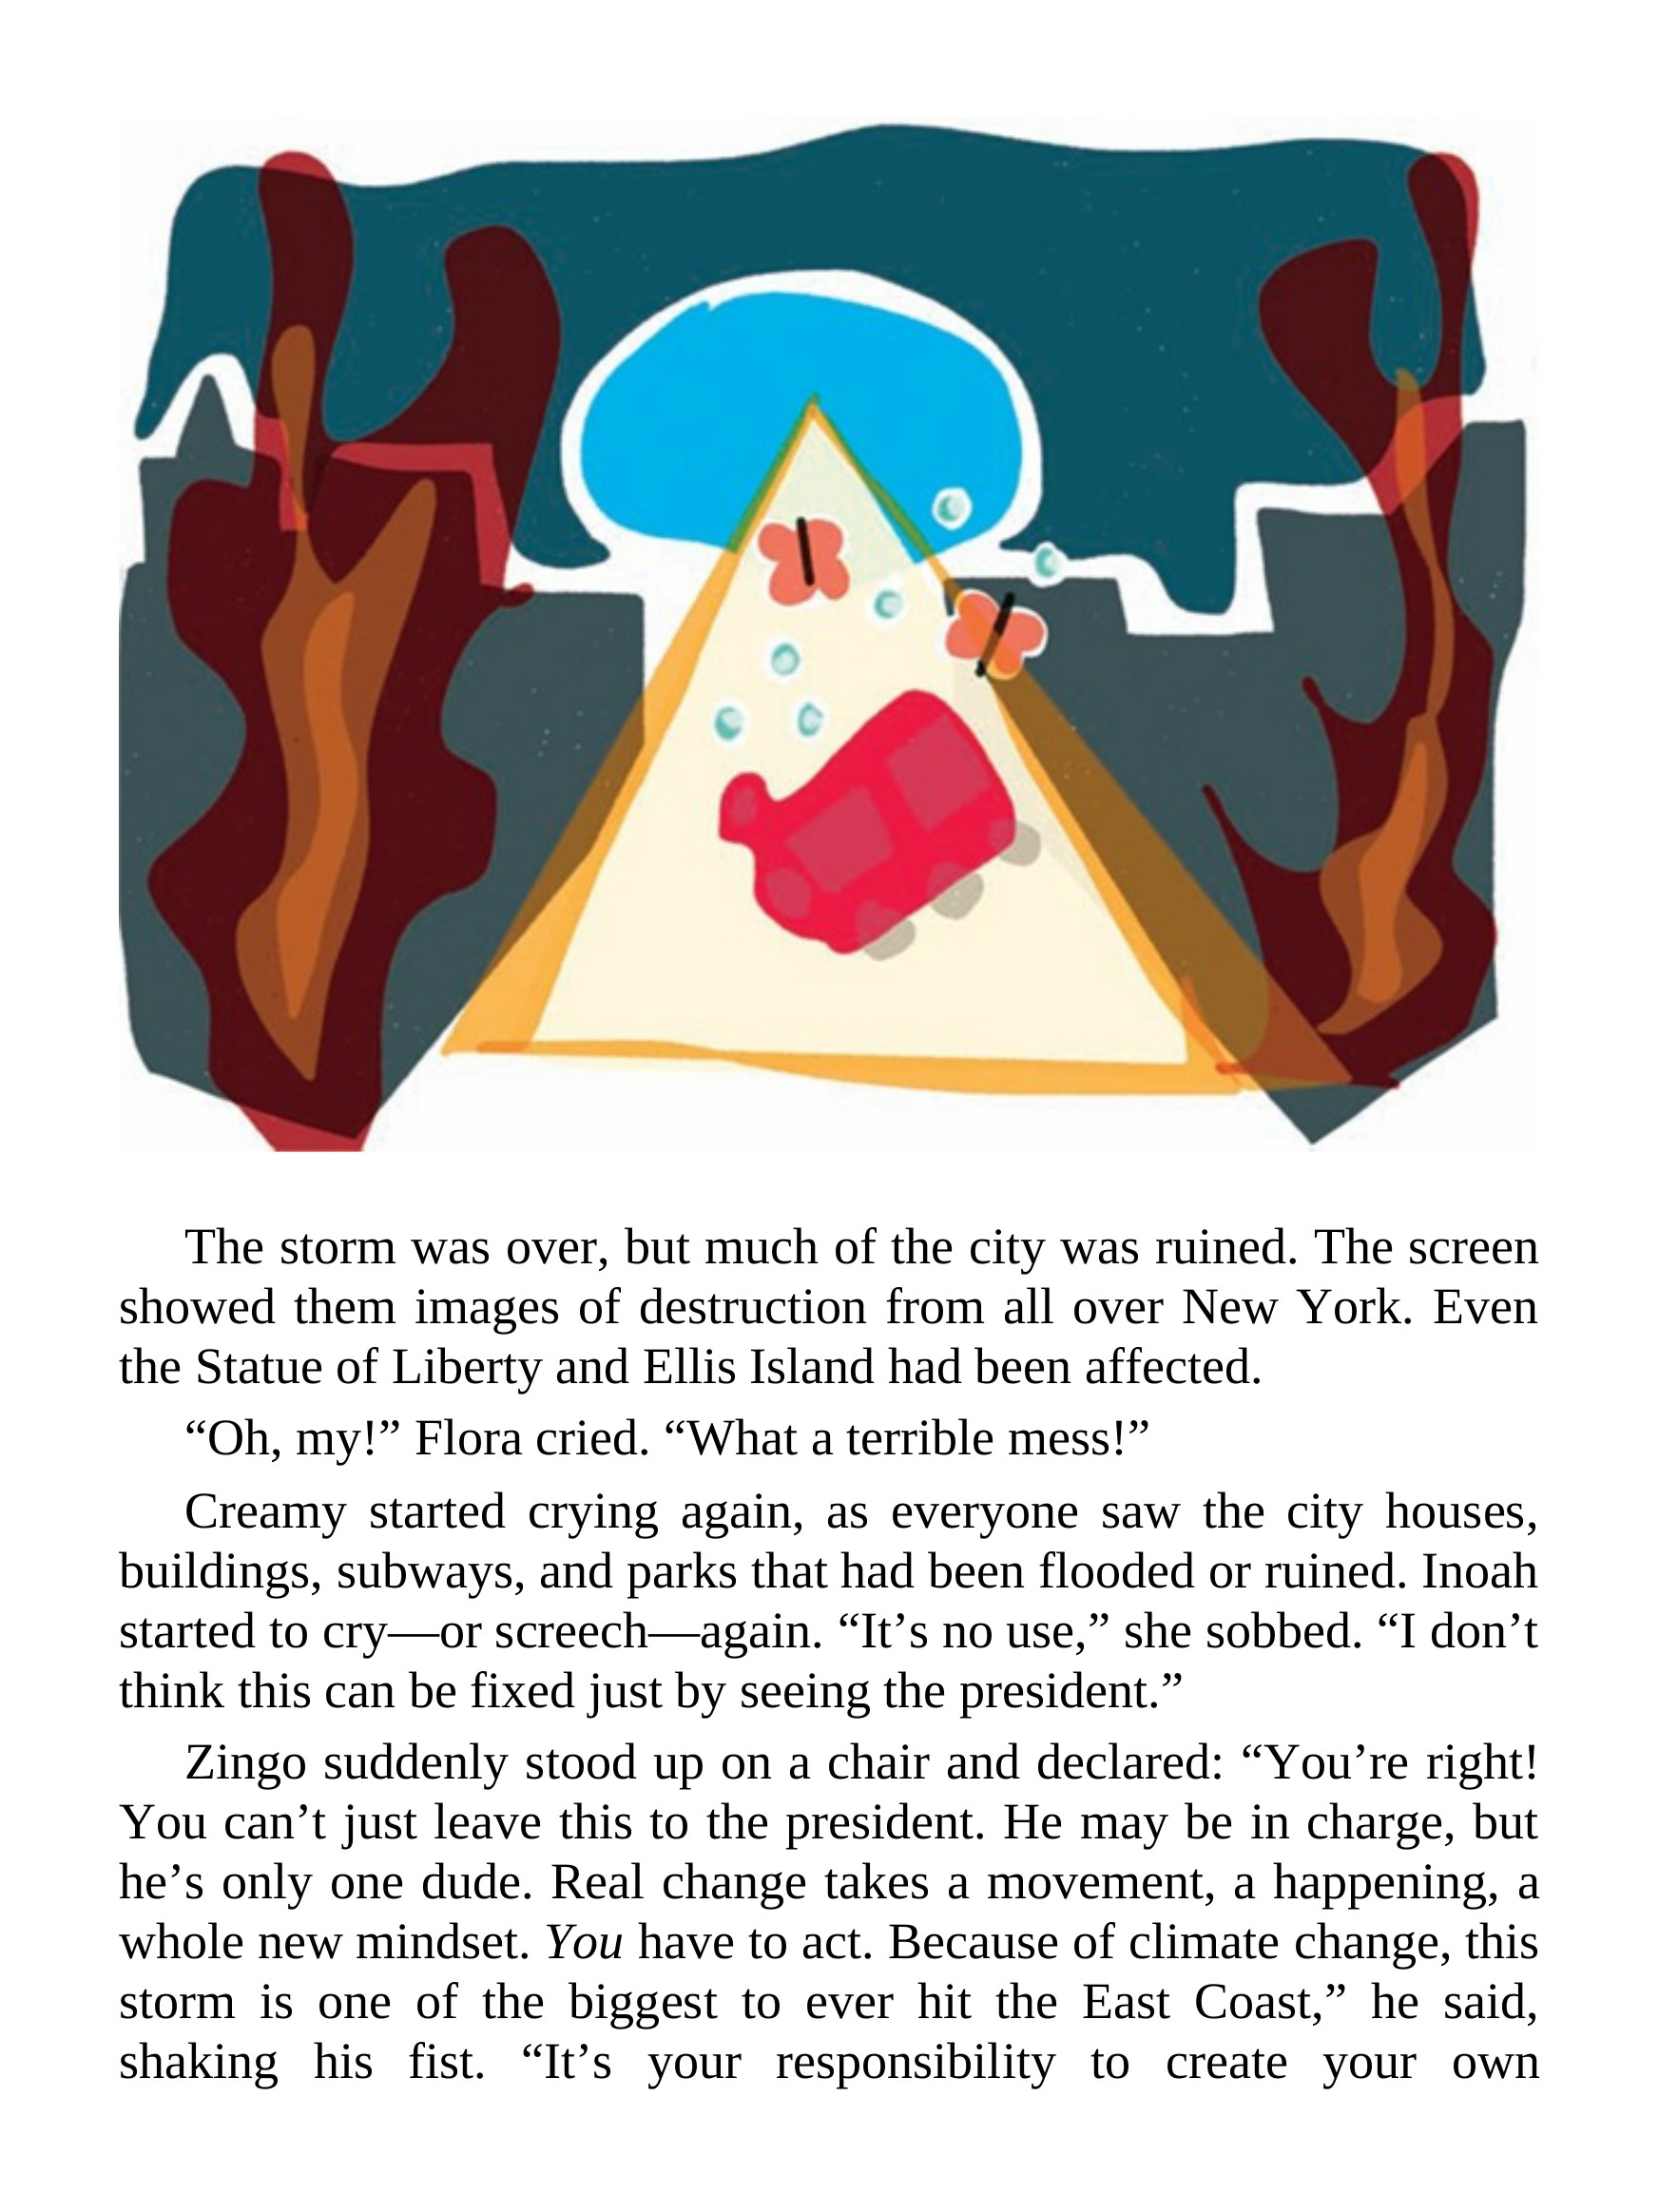 The storm was over, but much of the city was ruined. The screen
showed them images of destruction from all over New York. Even
the Statue of Liberty and Ellis Island had been affected.
“Oh, my!” Flora cried. “What a terrible mess!”
Creamy started crying again, as everyone saw the city houses,
buildings, subways, and parks that had been flooded or ruined. Inoah
started to cry—or screech—again. “It’s no use,” she sobbed. “I don’t
think this can be fixed just by seeing the president.”
Zingo suddenly stood up on a chair and declared: “You’re right!
You can’t just leave this to the president. He may be in charge, but
he’s only one dude. Real change takes a movement, a happening, a
whole new mindset. You have to act. Because of climate change, this
storm is one of the biggest to ever hit the East Coast,” he said,
shaking his fist. “It’s your responsibility to create your own